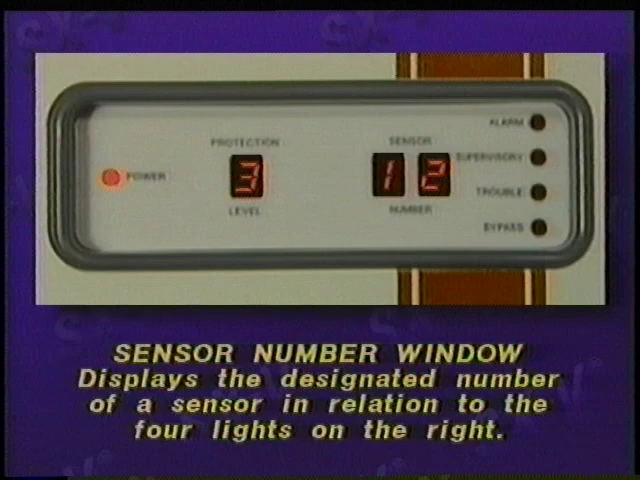 ALARM
PROTECTION
SENSOR
SUPERVISORY
POWER
3
12
TROUBLE
LEVEL
NUMBER
BYPASS
SENSOR NUMBER WINDOW
Displays the designated number
of a sensor in relation to the
four lights on the right.